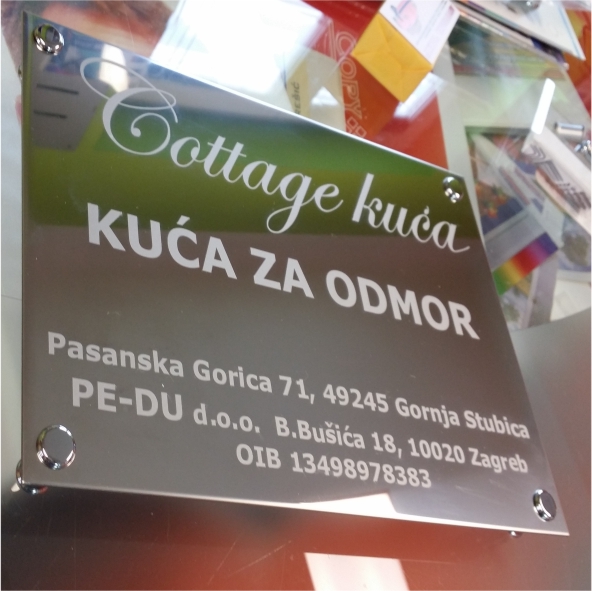 Cottage kuća
KUĆA ZA ODMOR
Pasanska Gorica 71, 49245 Gornja Stubica
PE-DU d.o.o. B.Bušića 18, 10020 Zagreb
OIB 13498978383
COPY